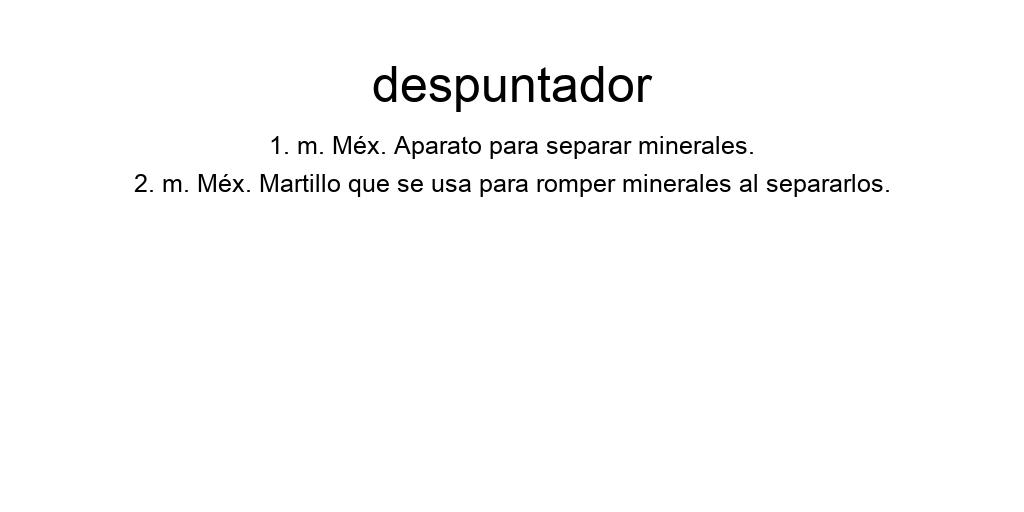 despuntador
1. m. Méx. Aparato para separar minerales.
2. m. Méx. Martillo que se usa para romper minerales al separarlos.